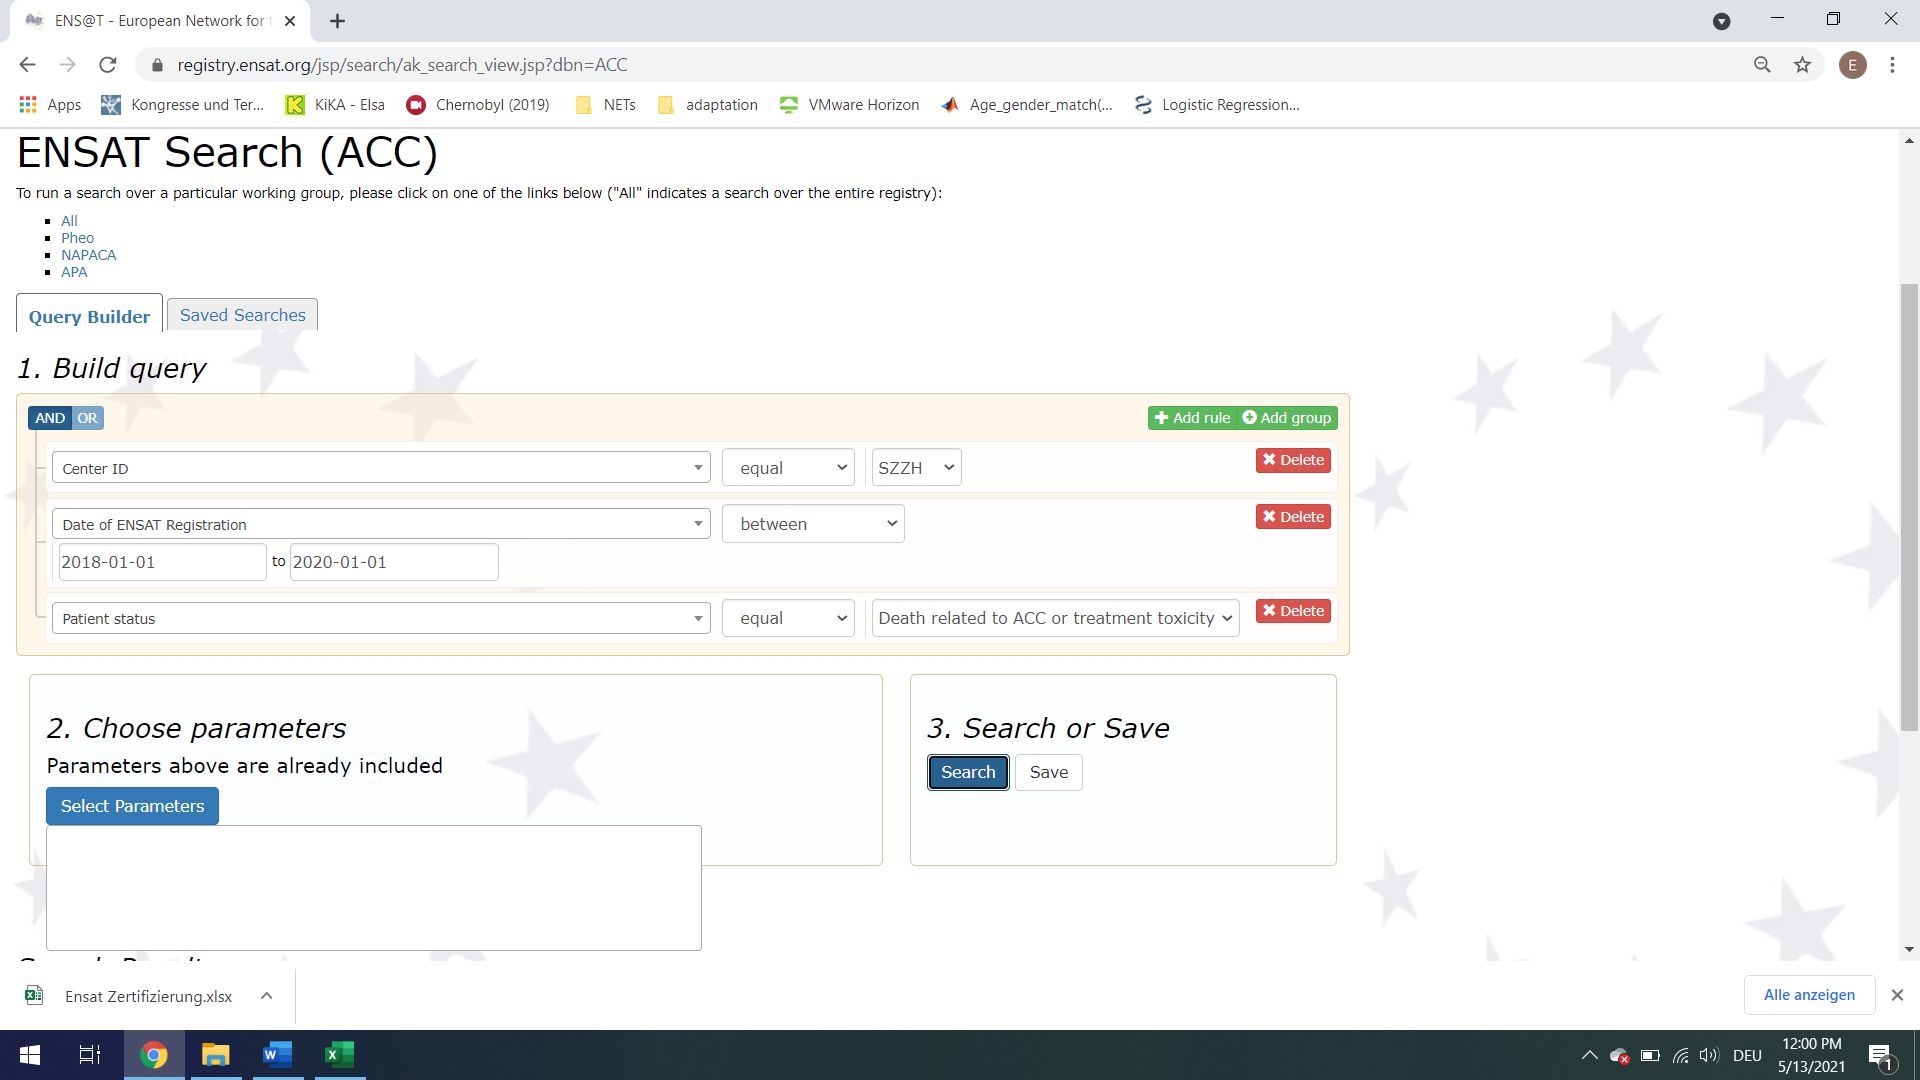 ENS@T - European Network for t
registry.ensat.org/jsp/search/ak_search_view.jsp?dbn=ACC
E
Apps Kongresse und Ter... KiKA - Elsa Chernobyl (2019) NETs adaptation VMware Horizon Age_gender_match(... Logistic Regression...
ENSAT Search (ACC)
To run a search over a particular working group, please click on one of the links below ("All" indicates a search over the entire registry):
All
Pheo
NAPACA
APA
Query Builder Saved Searches
1. Build query
AND OR Add rule Add group
Center ID equal SZZH Delete
Date of ENSAT Registration between Delete
2018-01-01 to 2020-01-01
Patient status equal Death related to ACC or treatment toxicity Delete
2. Choose parameters
Parameters above are already included
Select Parameters
3. Search or Save
Search Save
Ensat Zertifizierung.xlsx Alle anzeigen
DEU 12:00 PM
5/13/2021
1